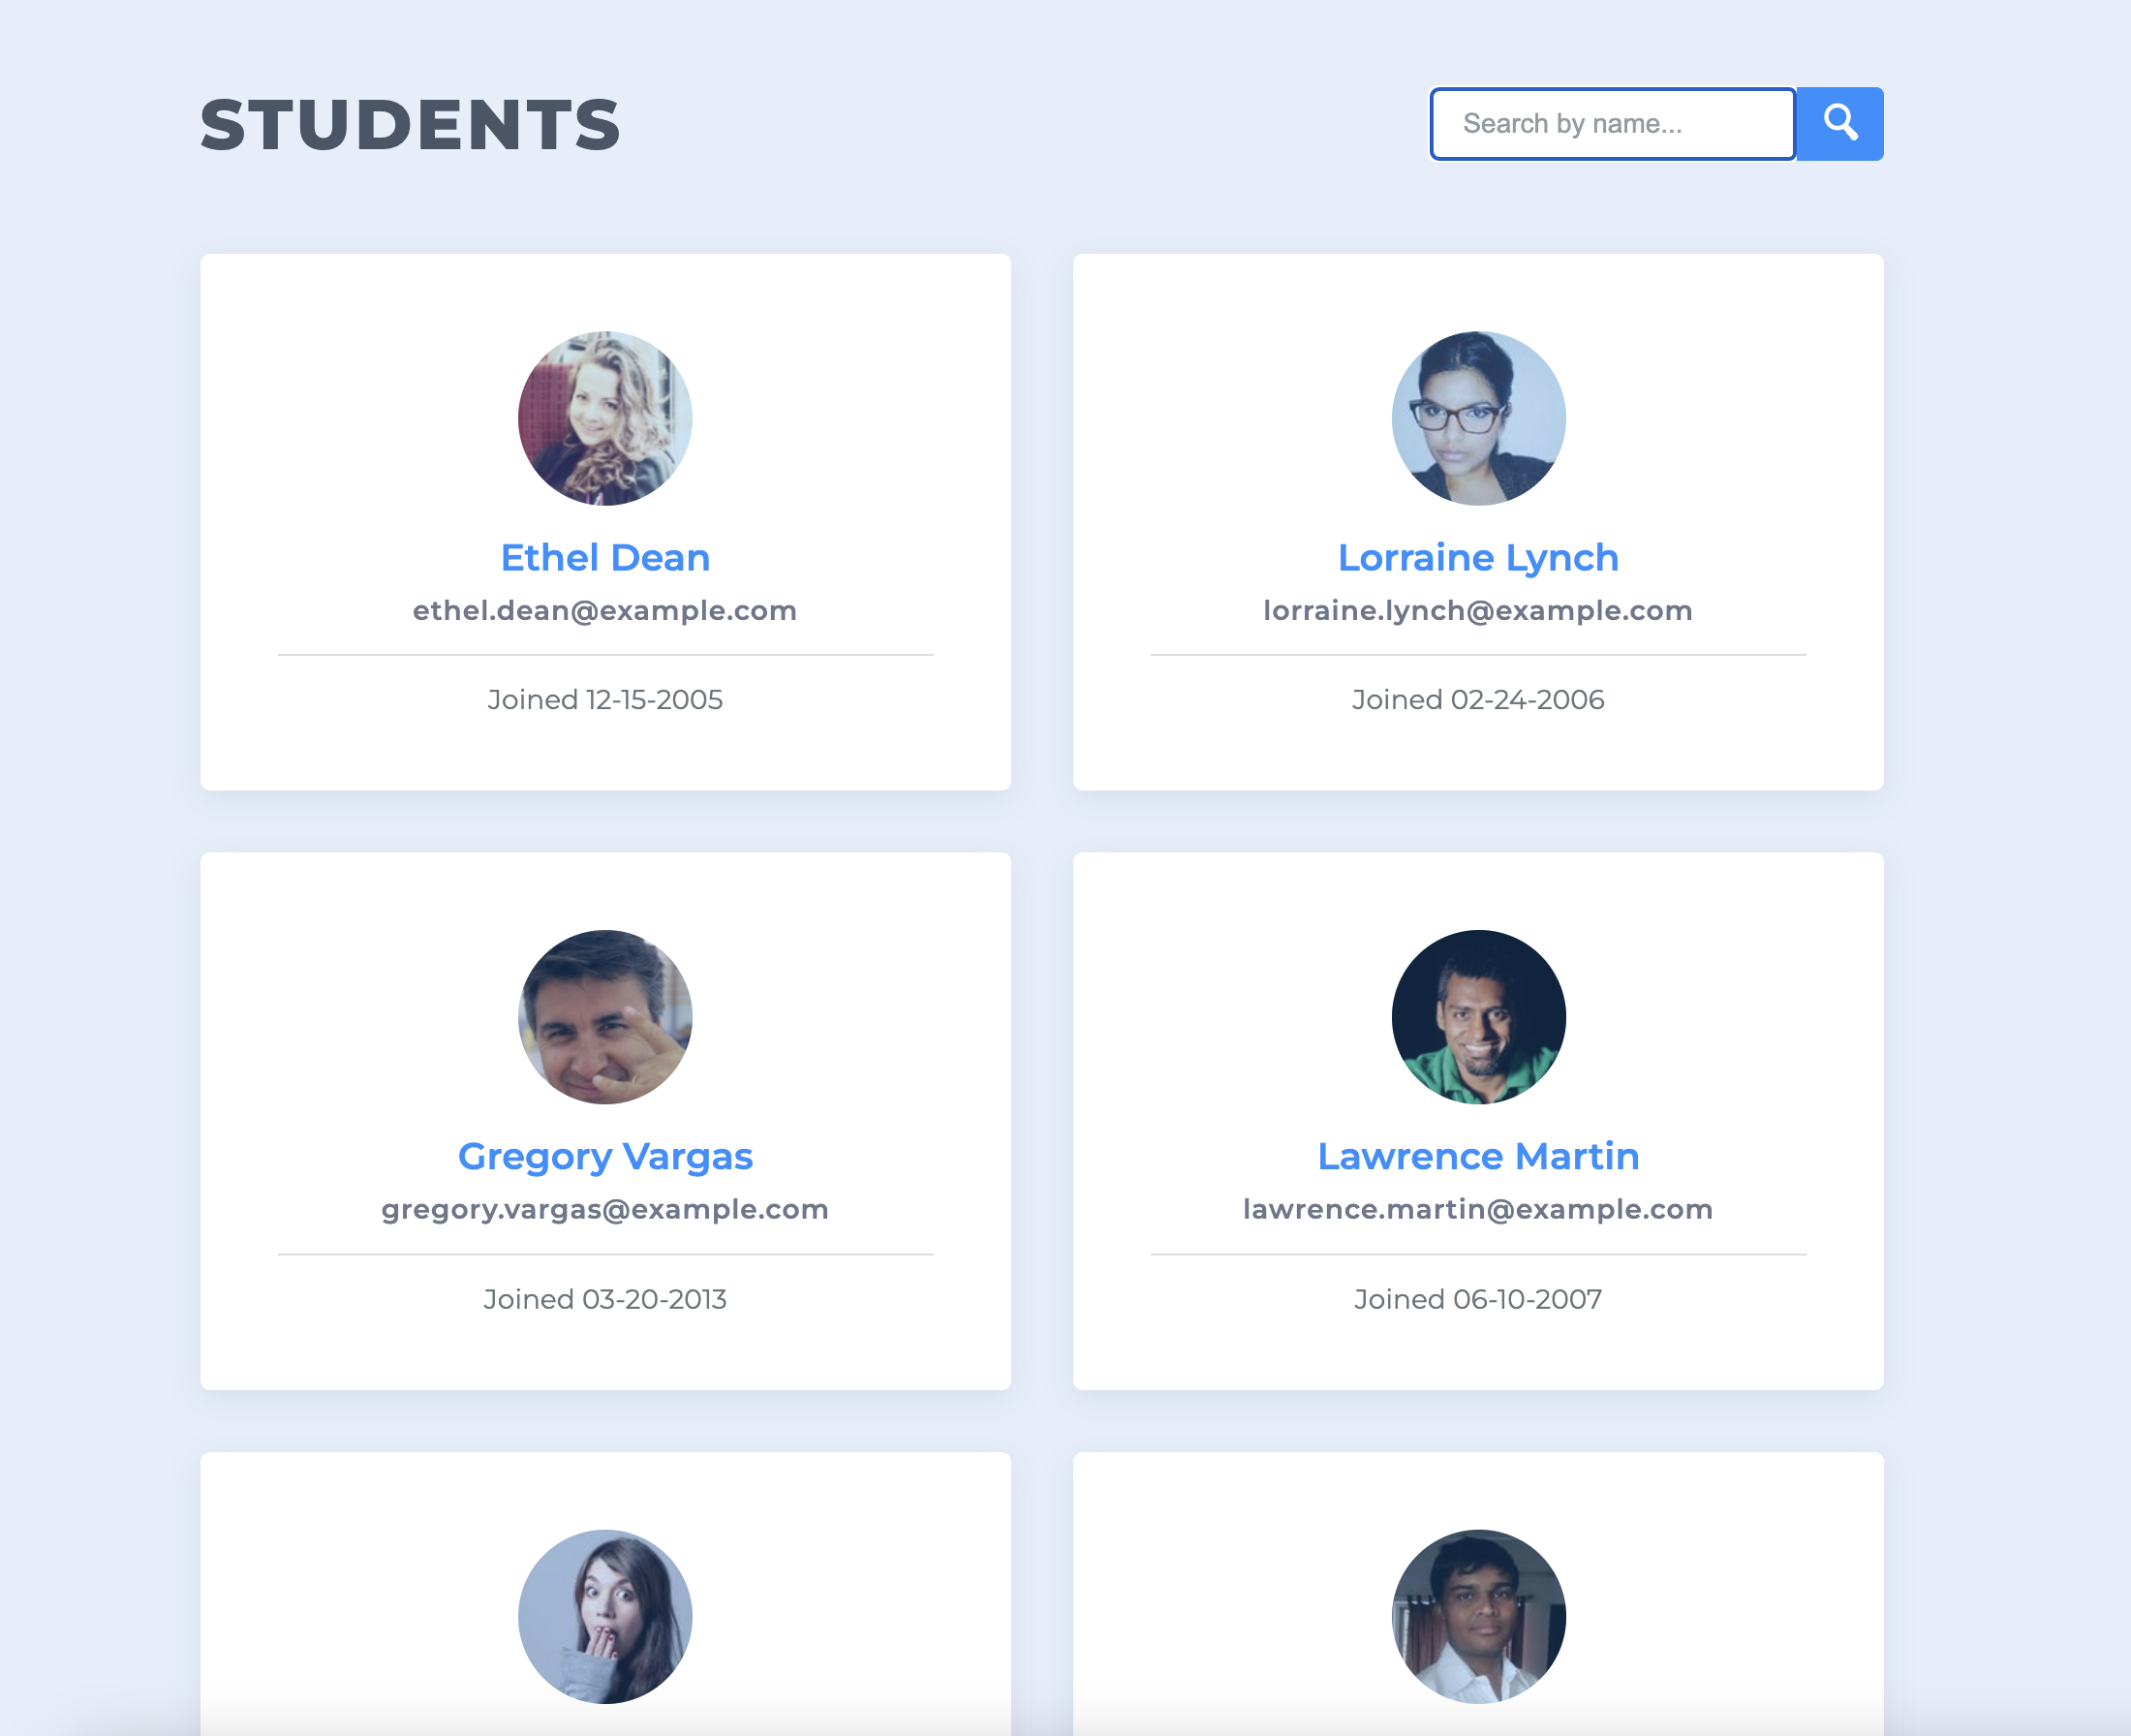 STUDENTS
Search by name...
Ethel Dean
ethel.dean@example.com
Joined 12-15-2005
Lorraine Lynch
lorraine.lynch@example.com
Joined 02-24-2006
Gregory Vargas
gregory.vargas@example.com
Joined 03-20-2013
Lawrence Martin
lawrence.martin@example.com
Joined 06-10-2007